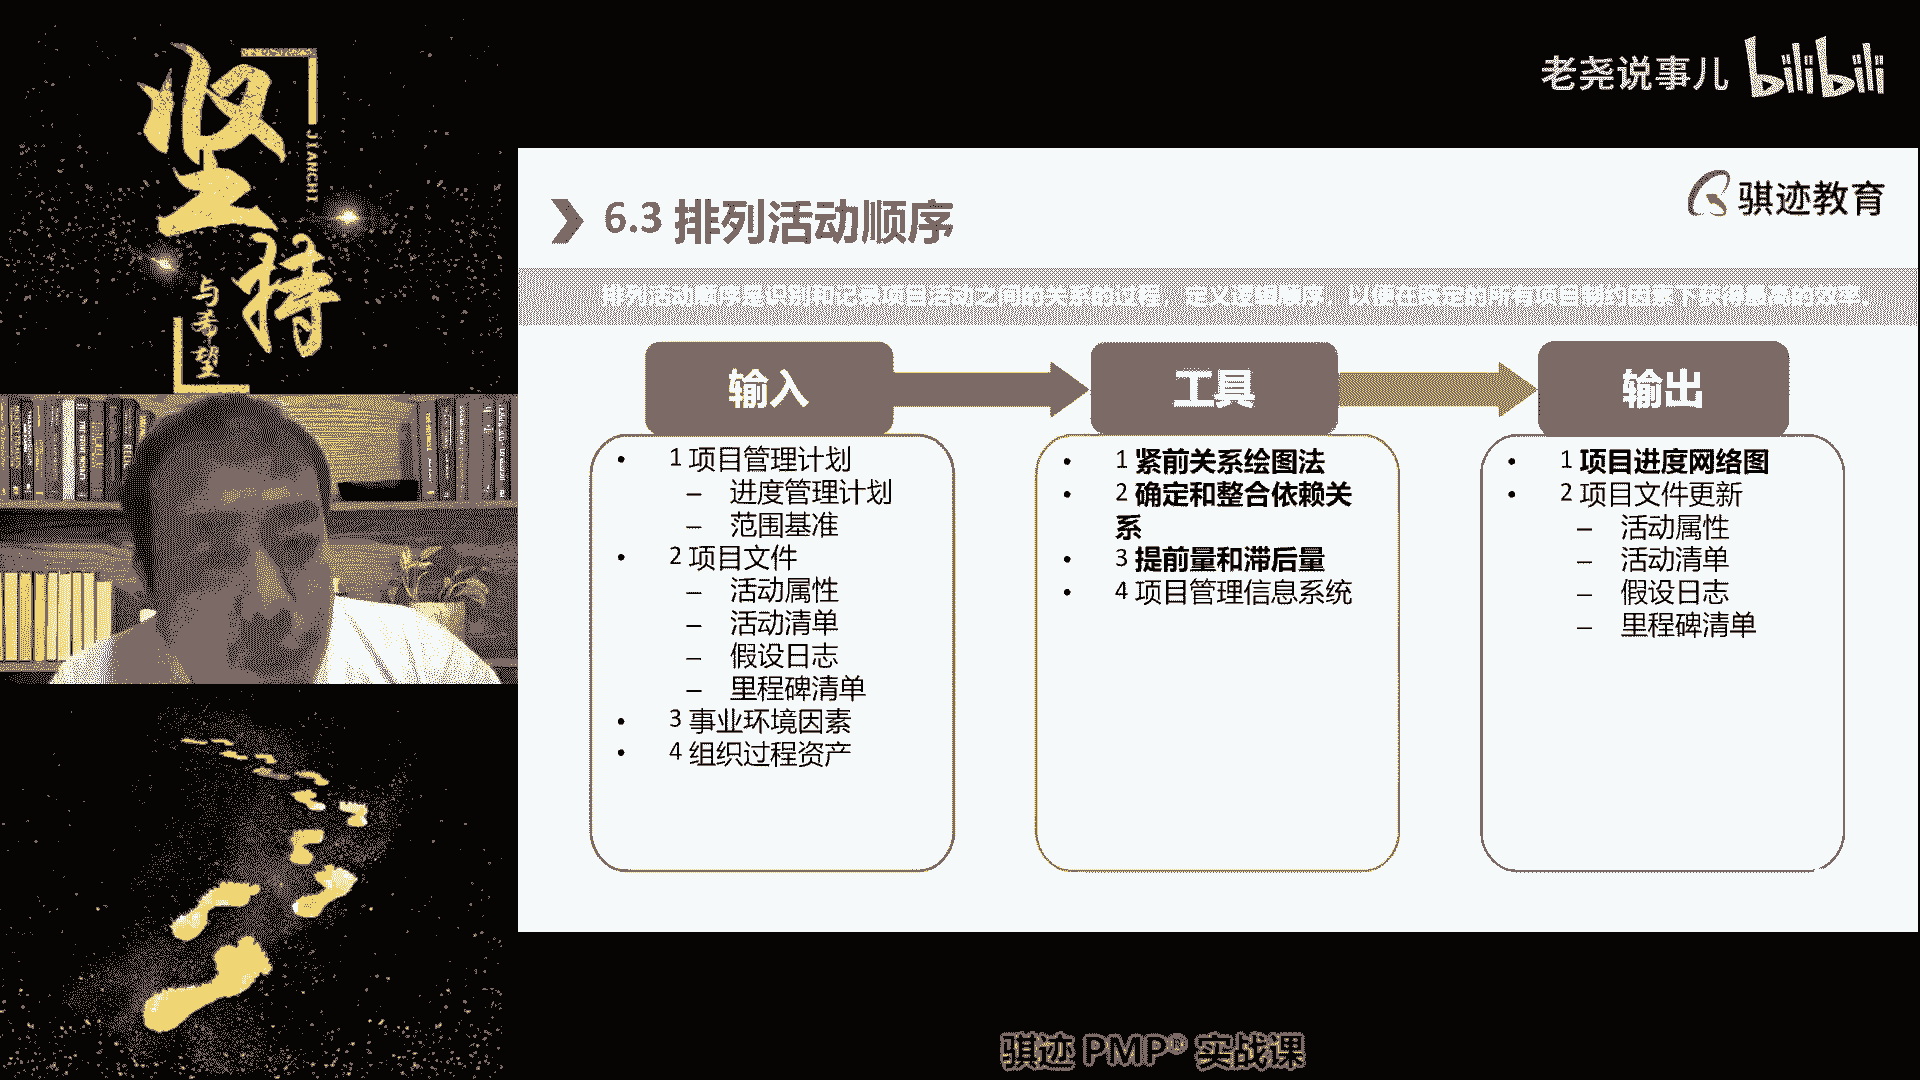 坚持
JIANCHI
与希望
老尧说事儿 bilibili
骐迹教育
6.3 排列活动顺序
排列活动顺序是识别和记录项目活动之间的关系的过程，定义逻辑顺序，以便在既定的所有项目制约因素下获得最高的效率。
输入
• 1 项目管理计划
– 进度管理计划
– 范围基准
• 2 项目文件
– 活动属性
– 活动清单
– 假设日志
– 里程碑清单
• 3 事业环境因素
• 4 组织过程资产
工具
• 1 紧前关系绘图法
• 2 确定和整合依赖关
系
• 3 提前量和滞后量
• 4 项目管理信息系统
输出
• 1 项目进度网络图
• 2 项目文件更新
– 活动属性
– 活动清单
– 假设日志
– 里程碑清单
骐迹 PMP® 实战课